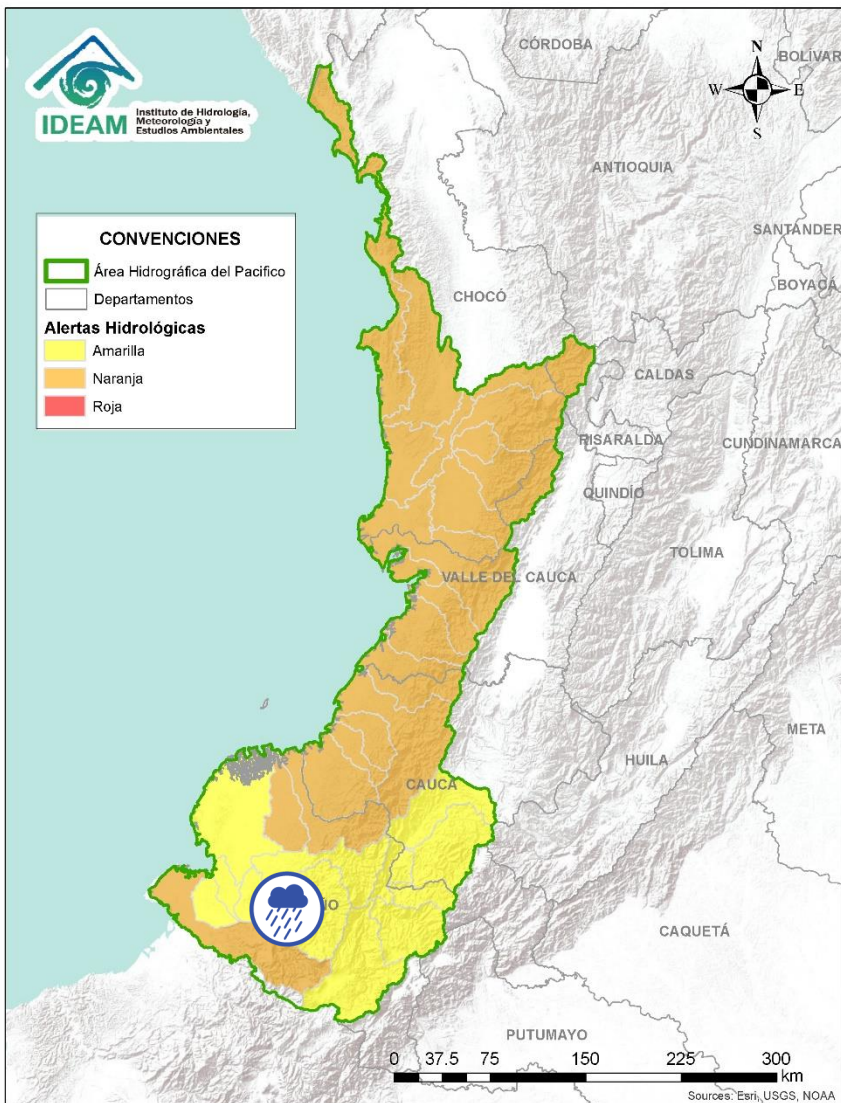 IDEAM
Instituto de Hidrología,
Meteorología y
Estudios Ambientales
CÓRDOBA
BOLÍVAR
N
W
E
S
ANTIOQUIA
SANTANDER
BOYACÁ
CONVENCIONES
Área Hidrográfica del Pacifico
Departamentos
Alertas Hidrológicas
Amarilla
Naranja
Roja
CHOCÓ
CALDAS
RISARALDA
CUNDINAMARCA
QUINDÍO
TOLIMA
VALLE DEL CAUCA
META
HUILA
CAUCA
ÑO
CAQUETÁ
PUTUMAYO
0 37.5 75 150 225 300
km
Sources: Esri, USGS, NOAA